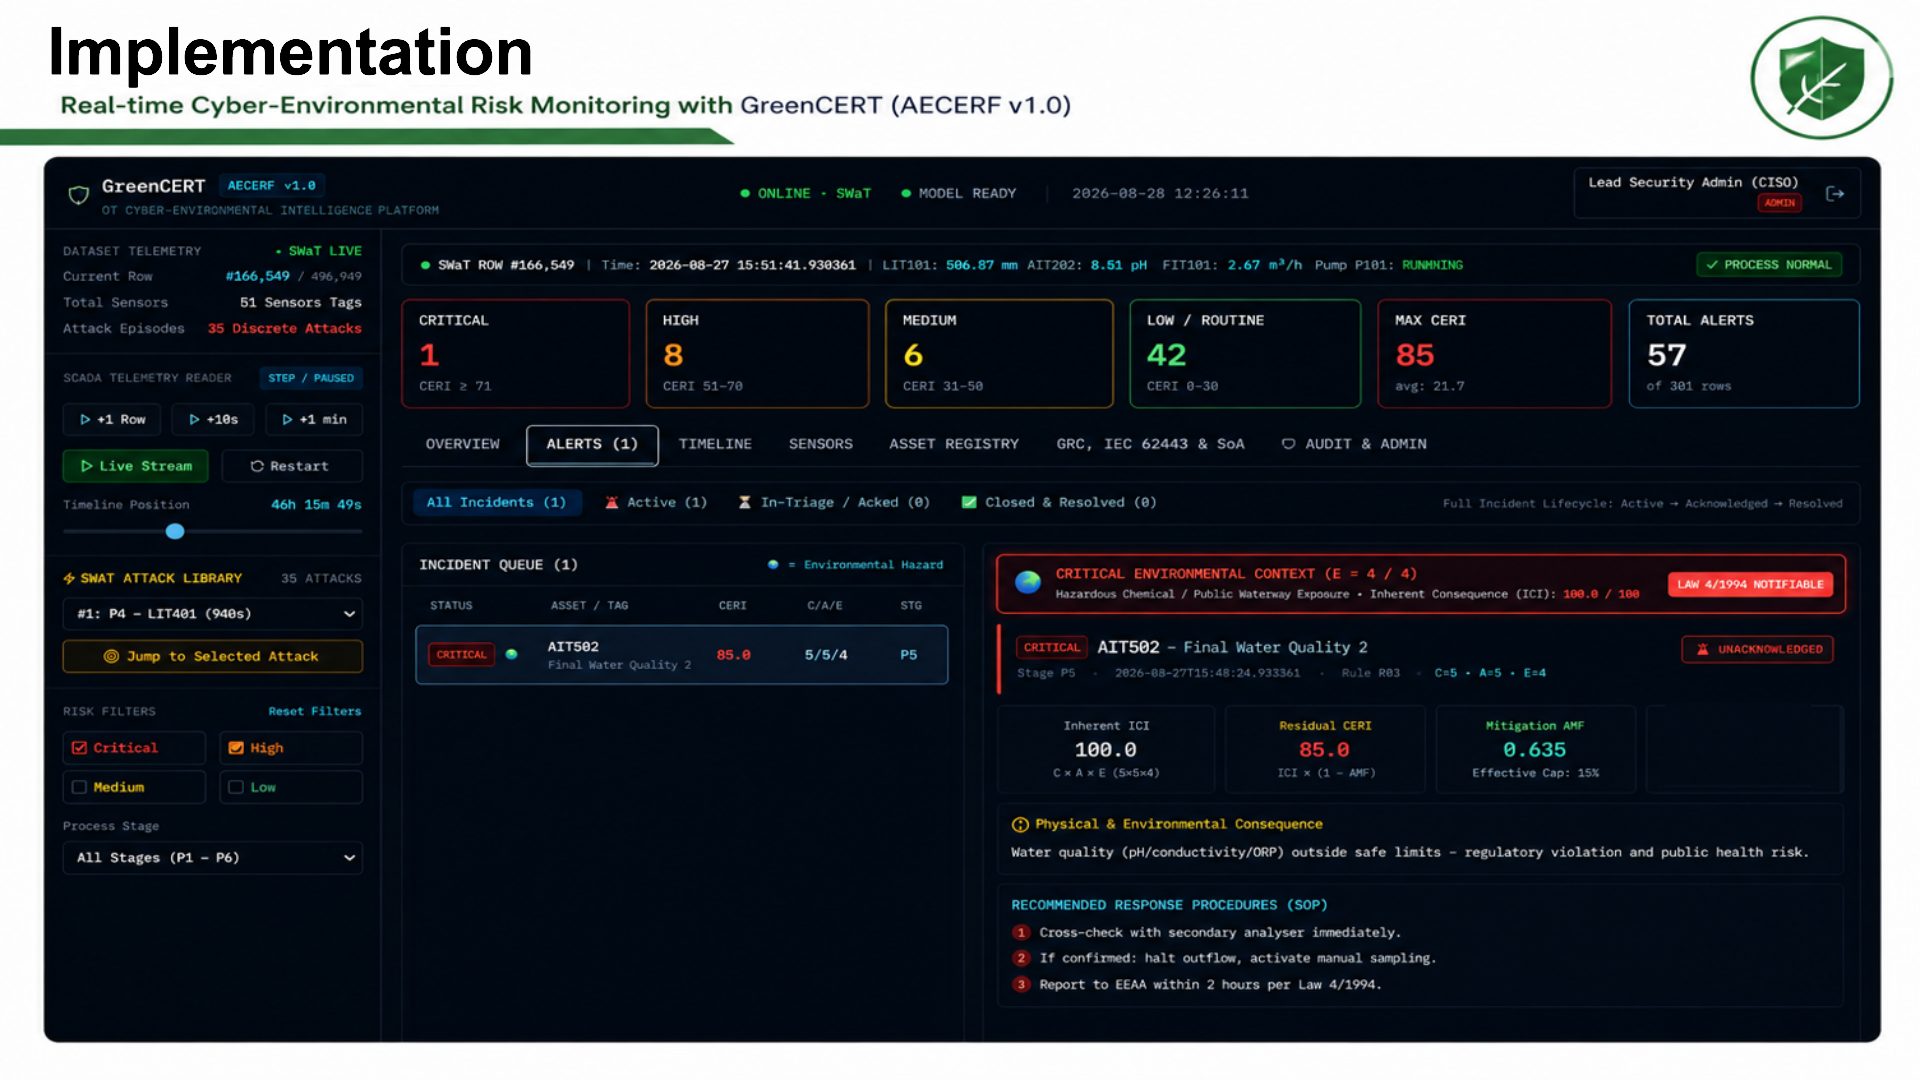 Implementation
Real-time Cyber-Environmental Risk Monitoring with GreenCERT (AECERF v1.0)
GreenCERT AECERF v1.0
OT CYBER-ENVIRONMENTAL INTELLIGENCE PLATFORM
ONLINE - SWaT MODEL READY 2026-08-28 12:26:11
Lead Security Admin (CISO)
ADMIN
DATASET TELEMETRY - SWaT LIVE
Current Row #166,549 / 496,949
Total Sensors 51 Sensors Tags
Attack Episodes 35 Discrete Attacks
SCADA TELEMETRY READER STEP / PAUSED
+1 Row +10s +1 min
Live Stream Restart
Timeline Position 46h 15m 49s
SWAT ATTACK LIBRARY 35 ATTACKS
#1: P4 – LIT401 (940s)
Jump to Selected Attack
RISK FILTERS Reset Filters
Critical High
Medium Low
Process Stage
All Stages (P1 – P6)
SWaT ROW #166,549 | Time: 2026-08-27 15:51:41.930361 | LIT101: 506.87 mm AIT202: 8.51 pH FIT101: 2.67 m³/h Pump P101: RUNMNING
✓ PROCESS NORMAL
CRITICAL
1
CERI ≥ 71
HIGH
8
CERI 51–70
MEDIUM
6
CERI 31–50
LOW / ROUTINE
42
CERI 0–30
MAX CERI
85
avg: 21.7
TOTAL ALERTS
57
of 301 rows
OVERVIEW ALERTS (1) TIMELINE SENSORS ASSET REGISTRY GRC, IEC 62443 & SoA AUDIT & ADMIN
All Incidents (1) Active (1) In-Triage / Acked (0) Closed & Resolved (0)
Full Incident Lifecycle: Active → Acknowledged → Resolved
INCIDENT QUEUE (1) = Environmental Hazard
STATUS ASSET / TAG CERI C/A/E STG
CRITICAL AIT502 85.0 5/5/4 P5
Final Water Quality 2
CRITICAL ENVIRONMENTAL CONTEXT (E = 4 / 4)
Hazardous Chemical / Public Waterway Exposure • Inherent Consequence (ICI): 100.0 / 100
LAW 4/1994 NOTIFIABLE
CRITICAL AIT502 – Final Water Quality 2
UNACKNOWLEDGED
Stage P5 · 2026-08-27T15:48:24.933361 · Rule R03 · C=5 • A=5 • E=4
Inherent ICI
100.0
C × A × E (5×5×4)
Residual CERI
85.0
ICI × (1 – AMF)
Mitigation AMF
0.635
Effective Cap: 15%
Physical & Environmental Consequence
Water quality (pH/conductivity/ORP) outside safe limits – regulatory violation and public health risk.
RECOMMENDED RESPONSE PROCEDURES (SOP)
1 Cross-check with secondary analyser immediately.
2 If confirmed: halt outflow, activate manual sampling.
3 Report to EEAA within 2 hours per Law 4/1994.